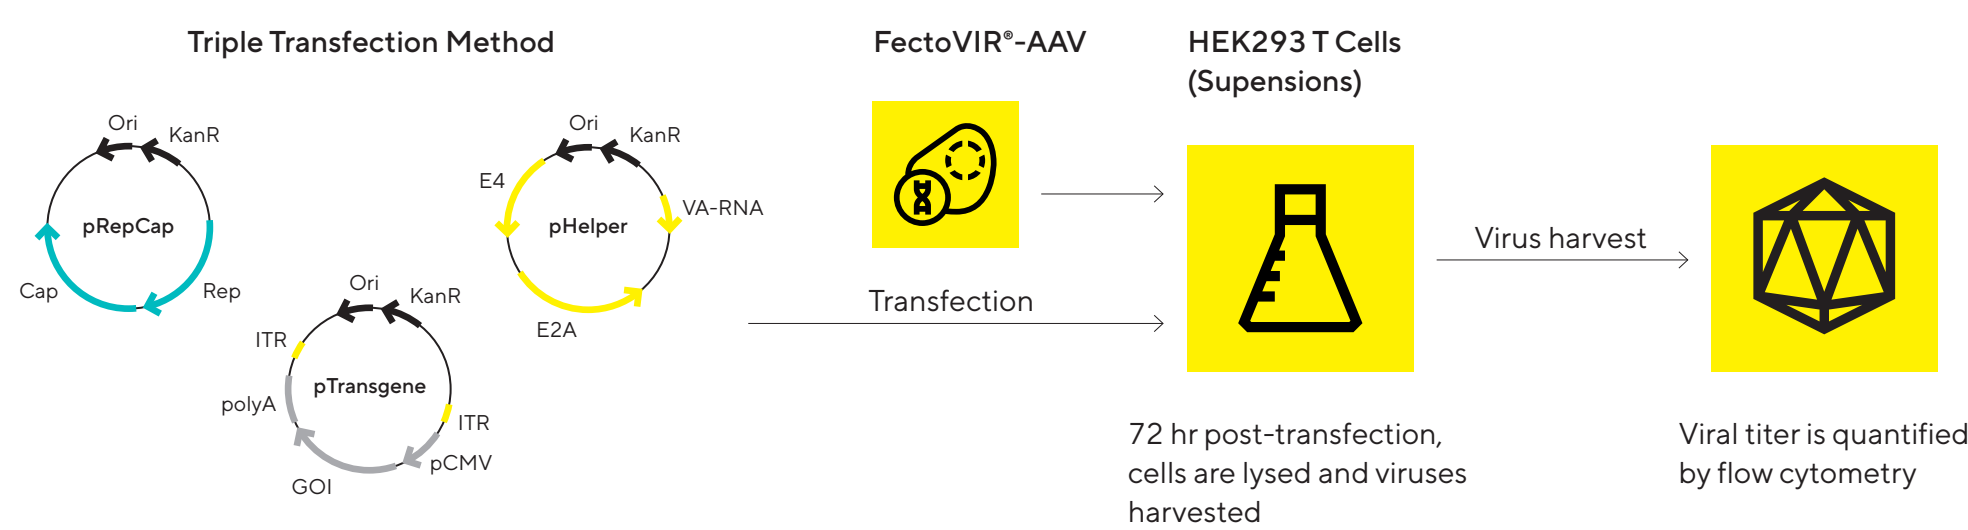 Triple Transfection Method
FectoVIR®-AAV
HEK293 T Cells
(Supensions)
Ori
KanR
pRepCap
Cap
Rep
Ori
KanR
E4
VA-RNA
pHelper
E2A
Ori
KanR
ITR
pTransgene
polyA
ITR
pCMV
GOI
Transfection
Virus harvest
72 hr post-transfection,
cells are lysed and viruses
harvested
Viral titer is quantified
by flow cytometry